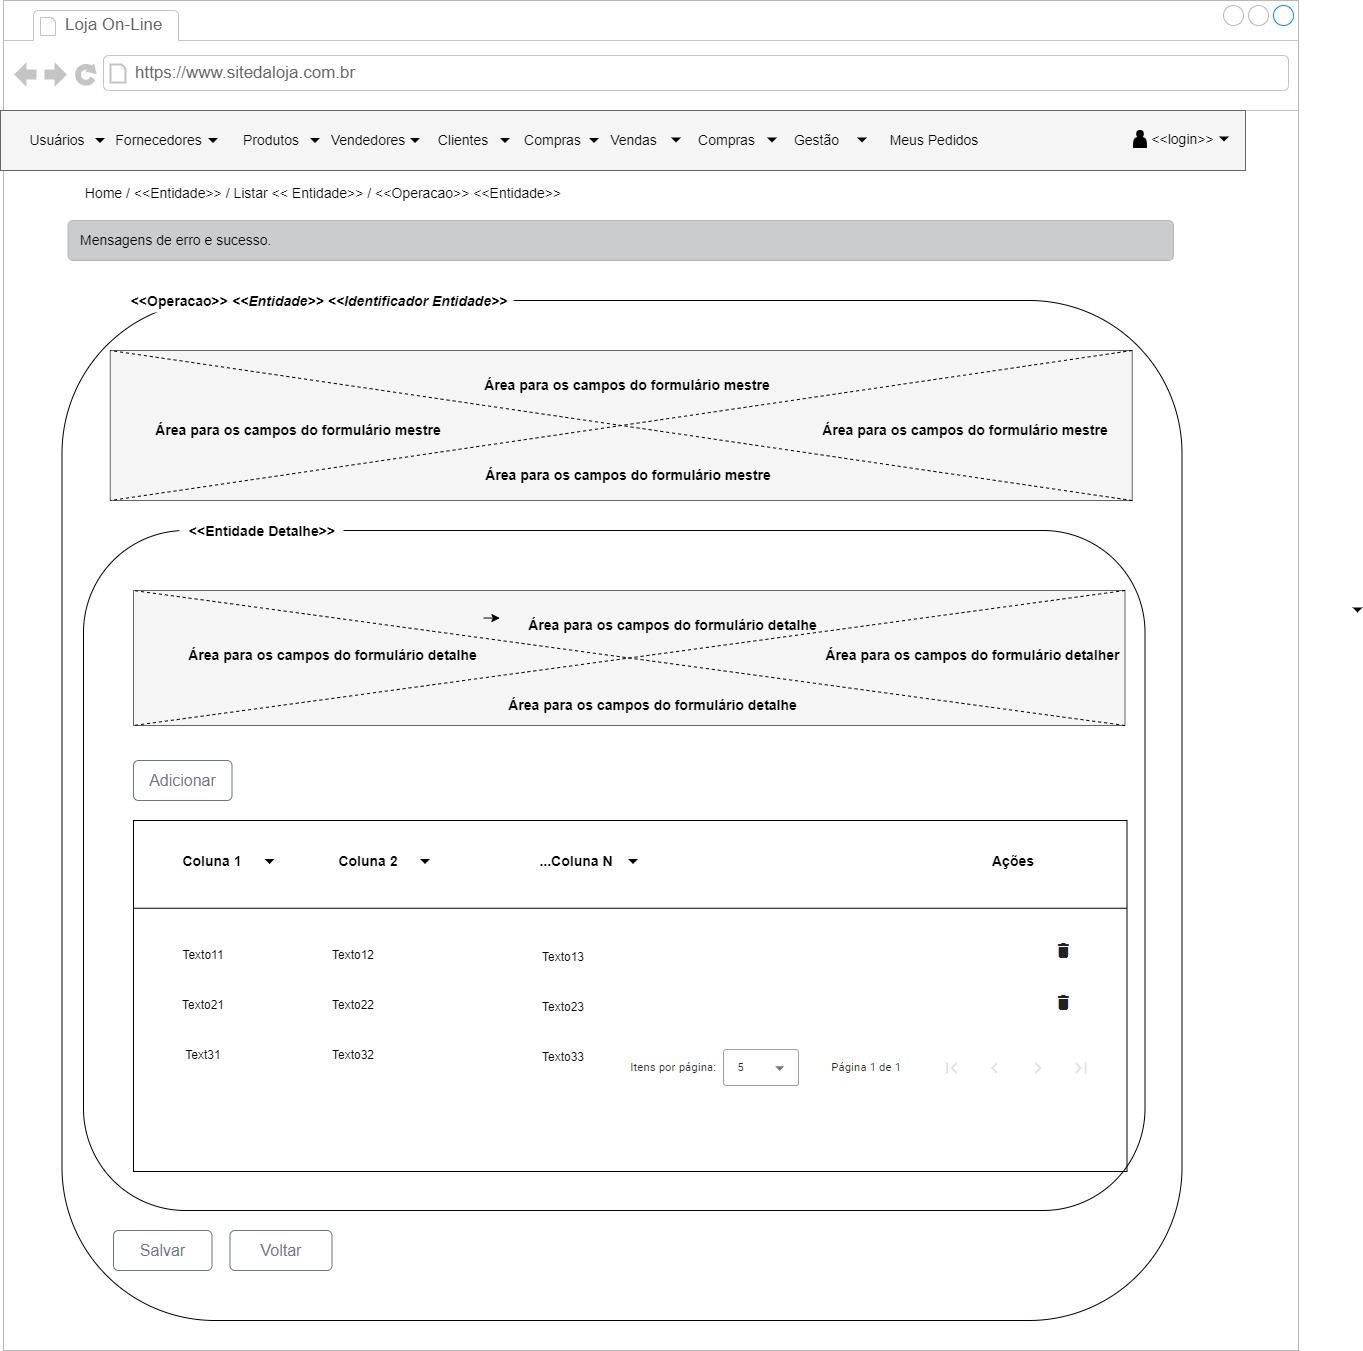 Loja On-Line
https://www.sitedaloja.com.br
Usuários Fornecedores Produtos Vendedores Clientes Compras Vendas Compras Gestão Meus Pedidos <<login>>
Home / <<Entidade>> / Listar << Entidade>> / <<Operacao>> <<Entidade>>
Mensagens de erro e sucesso.
<<Operacao>> <<Entidade>> <<Identificador Entidade>>
Área para os campos do formulário mestre
Área para os campos do formulário mestre Área para os campos do formulário mestre
Área para os campos do formulário mestre
<<Entidade Detalhe>>
Área para os campos do formulário detalhe
Área para os campos do formulário detalhe Área para os campos do formulário detalher
Área para os campos do formulário detalhe
Adicionar
Coluna 1 Coluna 2 ...Coluna N Ações
Texto11 Texto12 Texto13
Texto21 Texto22 Texto23
Text31 Texto32 Texto33 Itens por página: 5 Página 1 de 1
Salvar Voltar